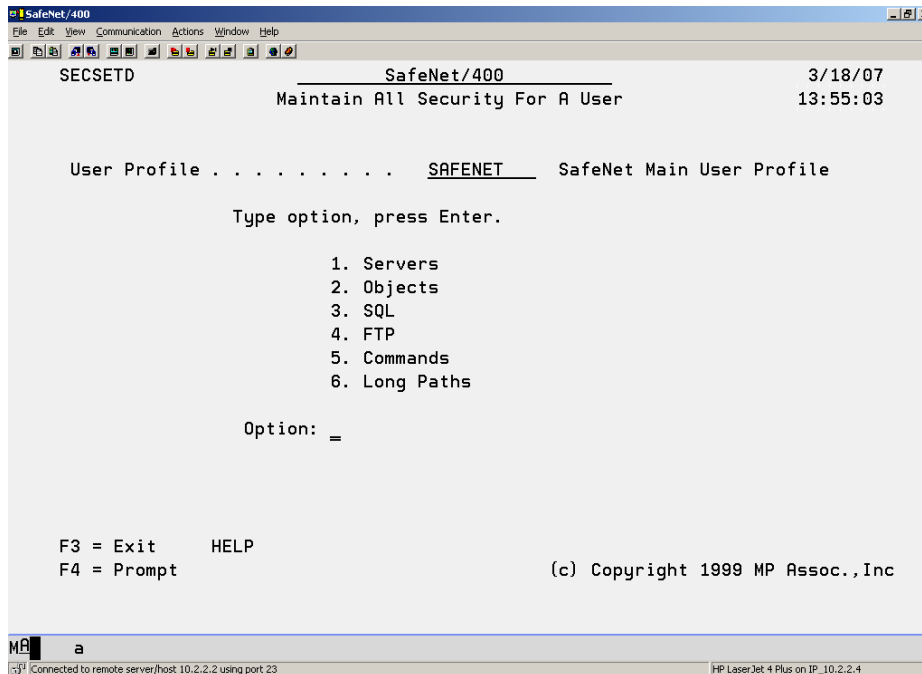 SafeNet/400
File Edit View Communication Actions Window Help
SECSETD SafeNet/400 3/18/07
Maintain All Security For A User 13:55:03
User Profile . . . . . . . . . SAFENET SafeNet Main User Profile
Type option, press Enter.
1. Servers
2. Objects
3. SQL
4. FTP
5. Commands
6. Long Paths
Option: _
F3 = Exit HELP
F4 = Prompt (c) Copyright 1999 MP Assoc.,Inc
MA a
Connected to remote server/host 10.2.2.2 using port 23 HP LaserJet 4 Plus on IP_10.2.2.4